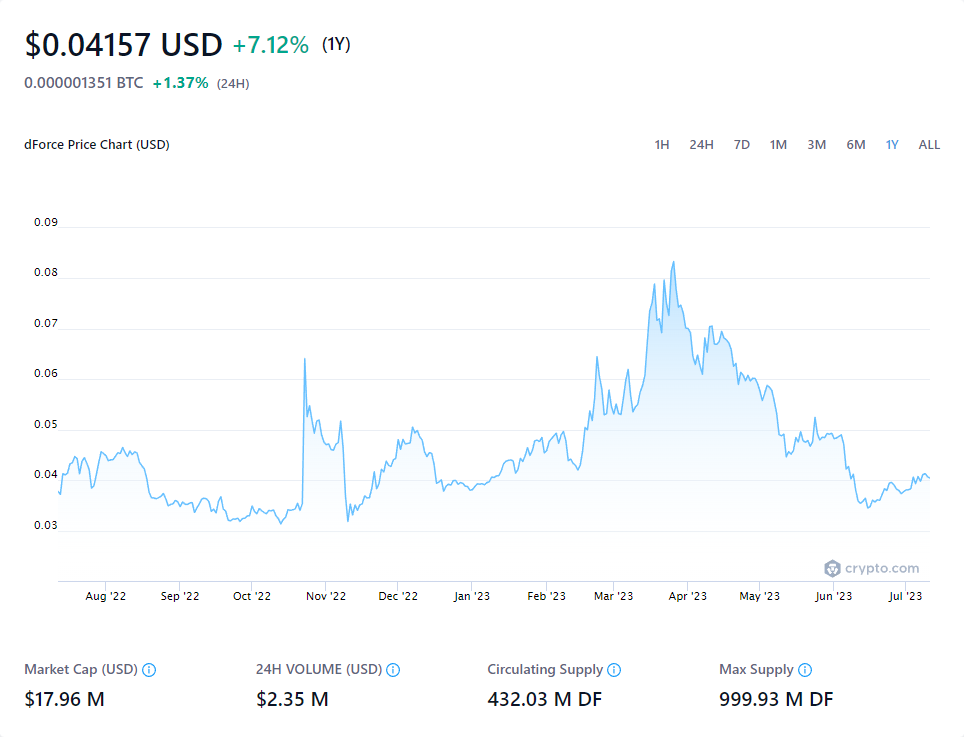 $0.04157 USD +7.12% (1Y)
0.000001351 BTC +1.37% (24H)
dForce Price Chart (USD) 1H 24H 7D 1M 3M 6M 1Y ALL
0.09
0.08
0.07
0.06
0.05
0.04
0.03
crypto.com
Aug '22 Sep '22 Oct '22 Nov '22 Dec '22 Jan '23 Feb '23 Mar '23 Apr '23 May '23 Jun '23 Jul '23
Market Cap (USD) 24H VOLUME (USD) Circulating Supply Max Supply
$17.96 M $2.35 M 432.03 M DF 999.93 M DF